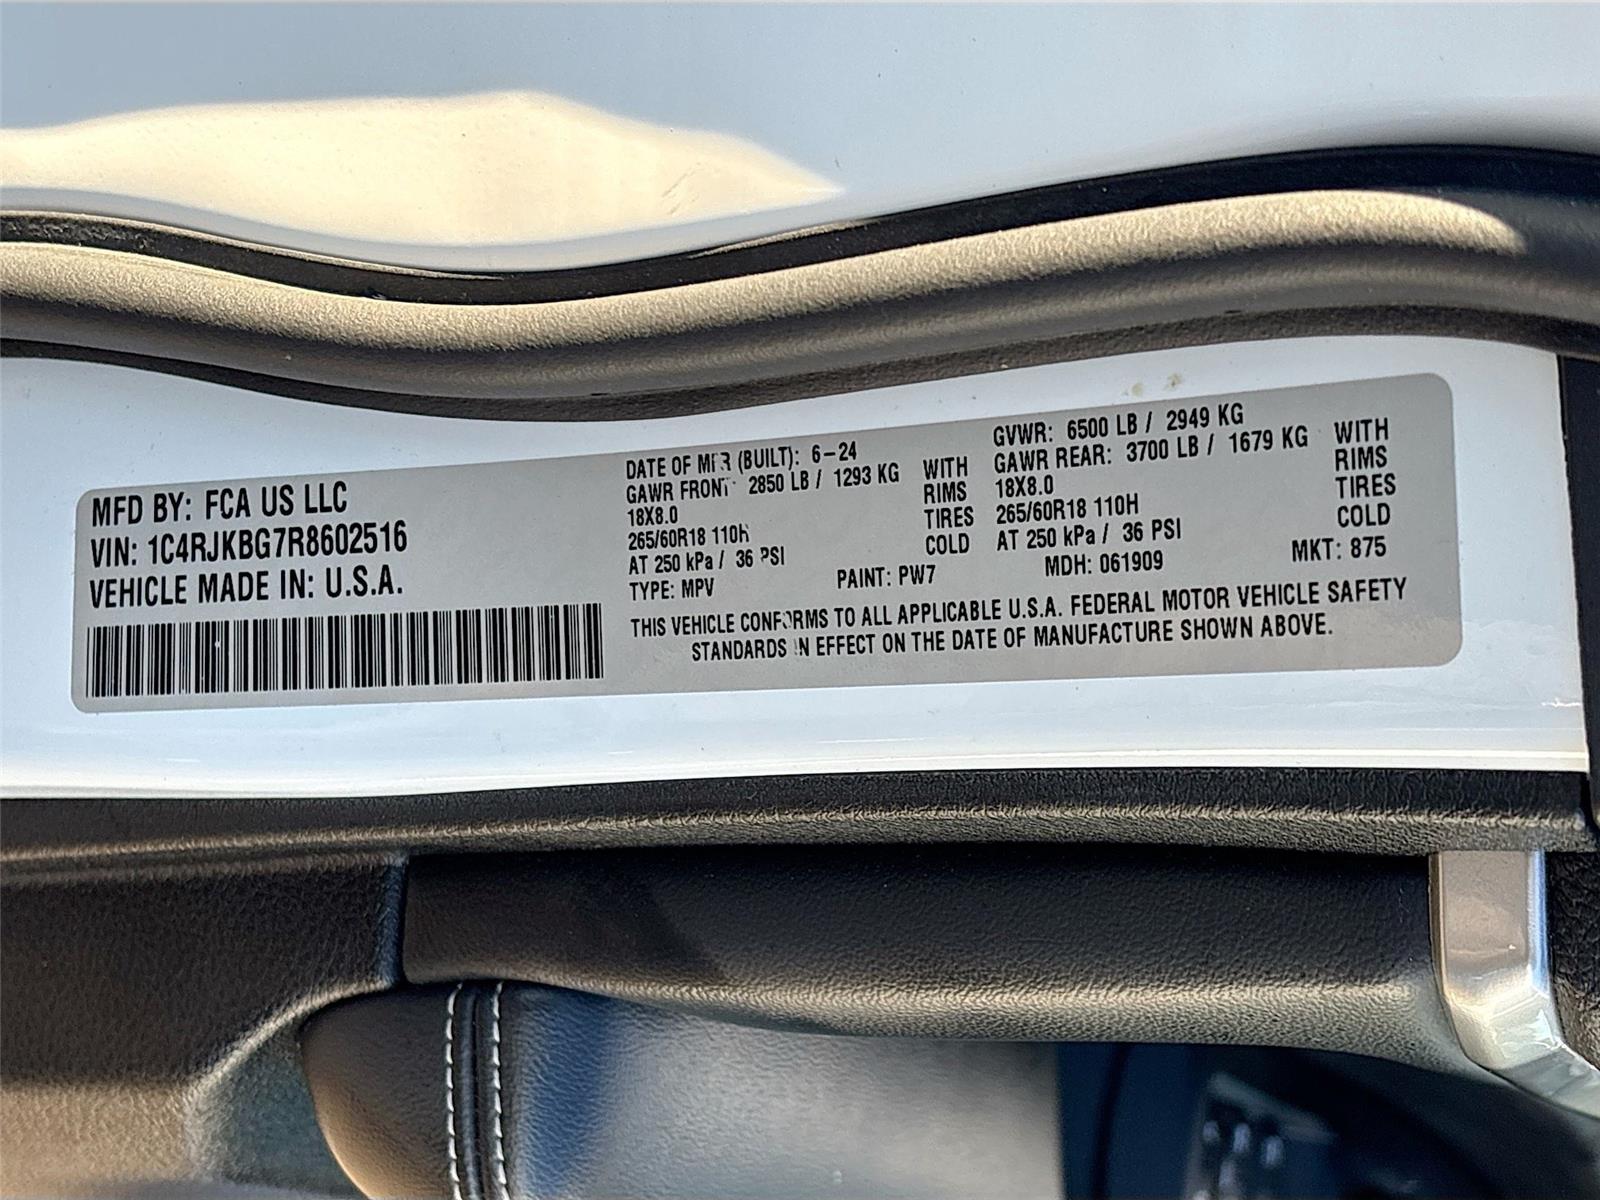 MFD BY: FCA US LLC
VIN: 1C4RJKBG7R8602516
VEHICLE MADE IN: U.S.A.
DATE OF MFR (BUILT): 6-24
GAWR FRONT: 2850 LB / 1293 KG WITH
18X8.0 RIMS
265/60R18 110H TIRES
AT 250 kPa / 36 PSI COLD
TYPE: MPV PAINT: PW7
GVWR: 6500 LB / 2949 KG
GAWR REAR: 3700 LB / 1679 KG WITH
18X8.0 RIMS
265/60R18 110H TIRES
AT 250 kPa / 36 PSI COLD
MDH: 061909 MKT: 875
THIS VEHICLE CONFORMS TO ALL APPLICABLE U.S.A. FEDERAL MOTOR VEHICLE SAFETY
STANDARDS IN EFFECT ON THE DATE OF MANUFACTURE SHOWN ABOVE.